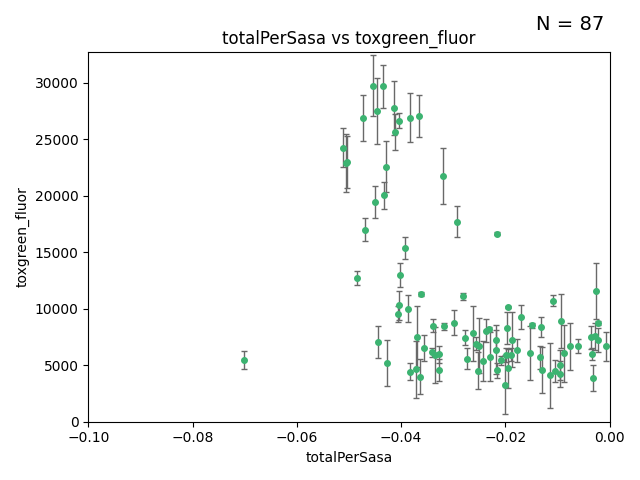 N = 87
totalPerSasa vs toxgreen_fluor
30000
25000
20000
15000
10000
5000
0
toxgreen_fluor
−0.10 −0.08 −0.06 −0.04 −0.02 0.00
totalPerSasa